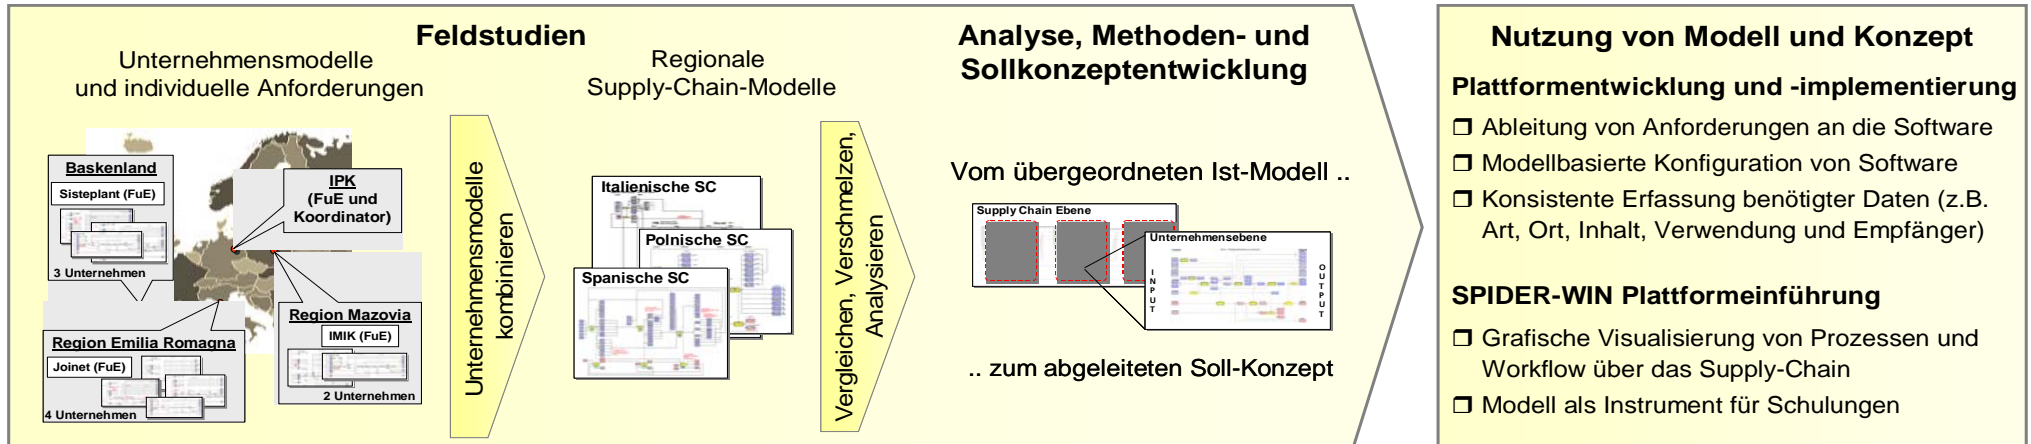 Feldstudien
Unternehmensmodelle
und individuelle Anforderungen
Baskenland
Sisteplant (FuE)
3 Unternehmen
IPK
(FuE und
Koordinator)
Region Mazovia
IMIK (FuE)
2 Unternehmen
Region Emilia Romagna
Joinet (FuE)
4 Unternehmen
Unternehmensmodelle
kombinieren
Regionale
Supply-Chain-Modelle
Italienische SC
Polnische SC
Spanische SC
Vergleichen, Verschmelzen,
Analysieren
Analyse, Methoden- und
Sollkonzeptentwicklung
Vom übergeordneten Ist-Modell ..
Supply Chain Ebene
Unternehmensebene
INPUT
OUTPUT
.. zum abgeleiteten Soll-Konzept
Nutzung von Modell und Konzept
Plattformentwicklung und -implementierung
❒ Ableitung von Anforderungen an die Software
❒ Modellbasierte Konfiguration von Software
❒ Konsistente Erfassung benötigter Daten (z.B.
Art, Ort, Inhalt, Verwendung und Empfänger)
SPIDER-WIN Plattformeinführung
❒ Grafische Visualisierung von Prozessen und
Workflow über das Supply-Chain
❒ Modell als Instrument für Schulungen